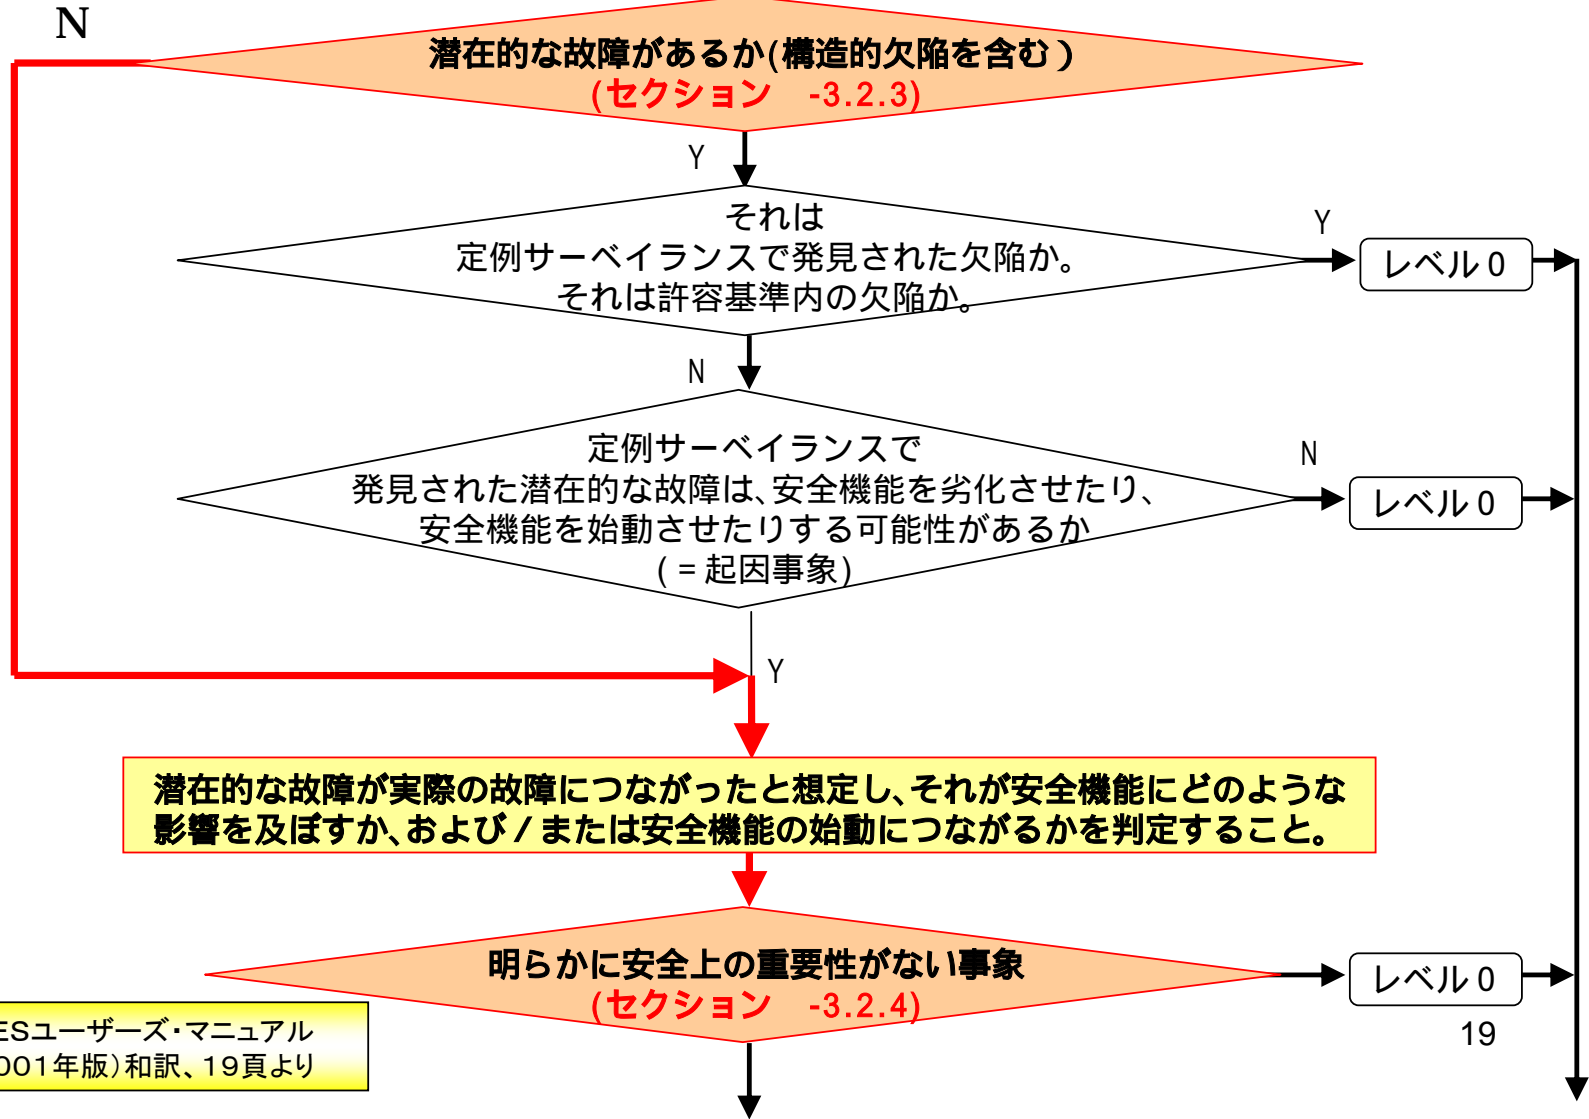 N
潜在的な故障があるか(構造的欠陥を含む)
(セクション　-3.2.3)
Y
それは
定例サーベイランスで発見された欠陥か。
それは許容基準内の欠陥か。
Y
レベル0
N
定例サーベイランスで
発見された潜在的な故障は、安全機能を劣化させたり、
安全機能を始動させたりする可能性があるか
(=起因事象)
N
レベル0
Y
潜在的な故障が実際の故障につながったと想定し、それが安全機能にどのような
影響を及ぼすか、および/または安全機能の始動につながるかを判定すること。
明らかに安全上の重要性がない事象
(セクション　-3.2.4)
レベル0
19
ESユーザーズ・マニュアル
001年版)和訳、19頁より